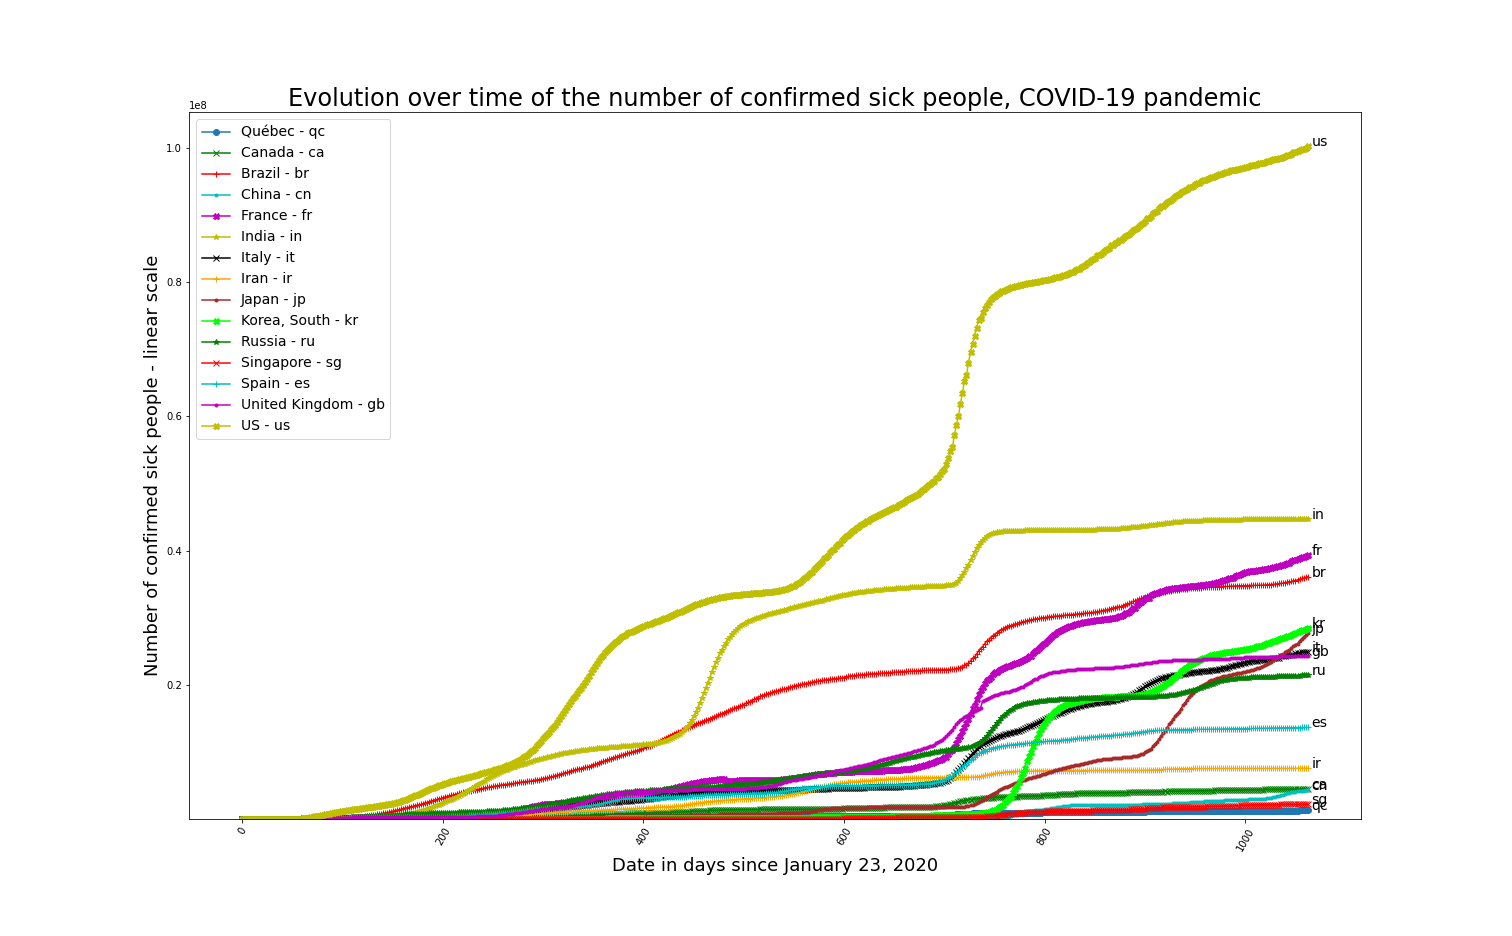 Evolution over time of the number of confirmed sick people, COVID-19 pandemic
1e8
1.0
0.8
0.6
0.4
0.2
Number of confirmed sick people - linear scale
Québec - qc
Canada - ca
Brazil - br
China - cn
France - fr
India - in
Italy - it
Iran - ir
Japan - jp
Korea, South - kr
Russia - ru
Singapore - sg
Spain - es
United Kingdom - gb
US - us
us
in
fr
br
kr
jp
it
gb
ru
es
ir
ca
cn
sg
qc
0
200
400
600
800
1000
Date in days since January 23, 2020